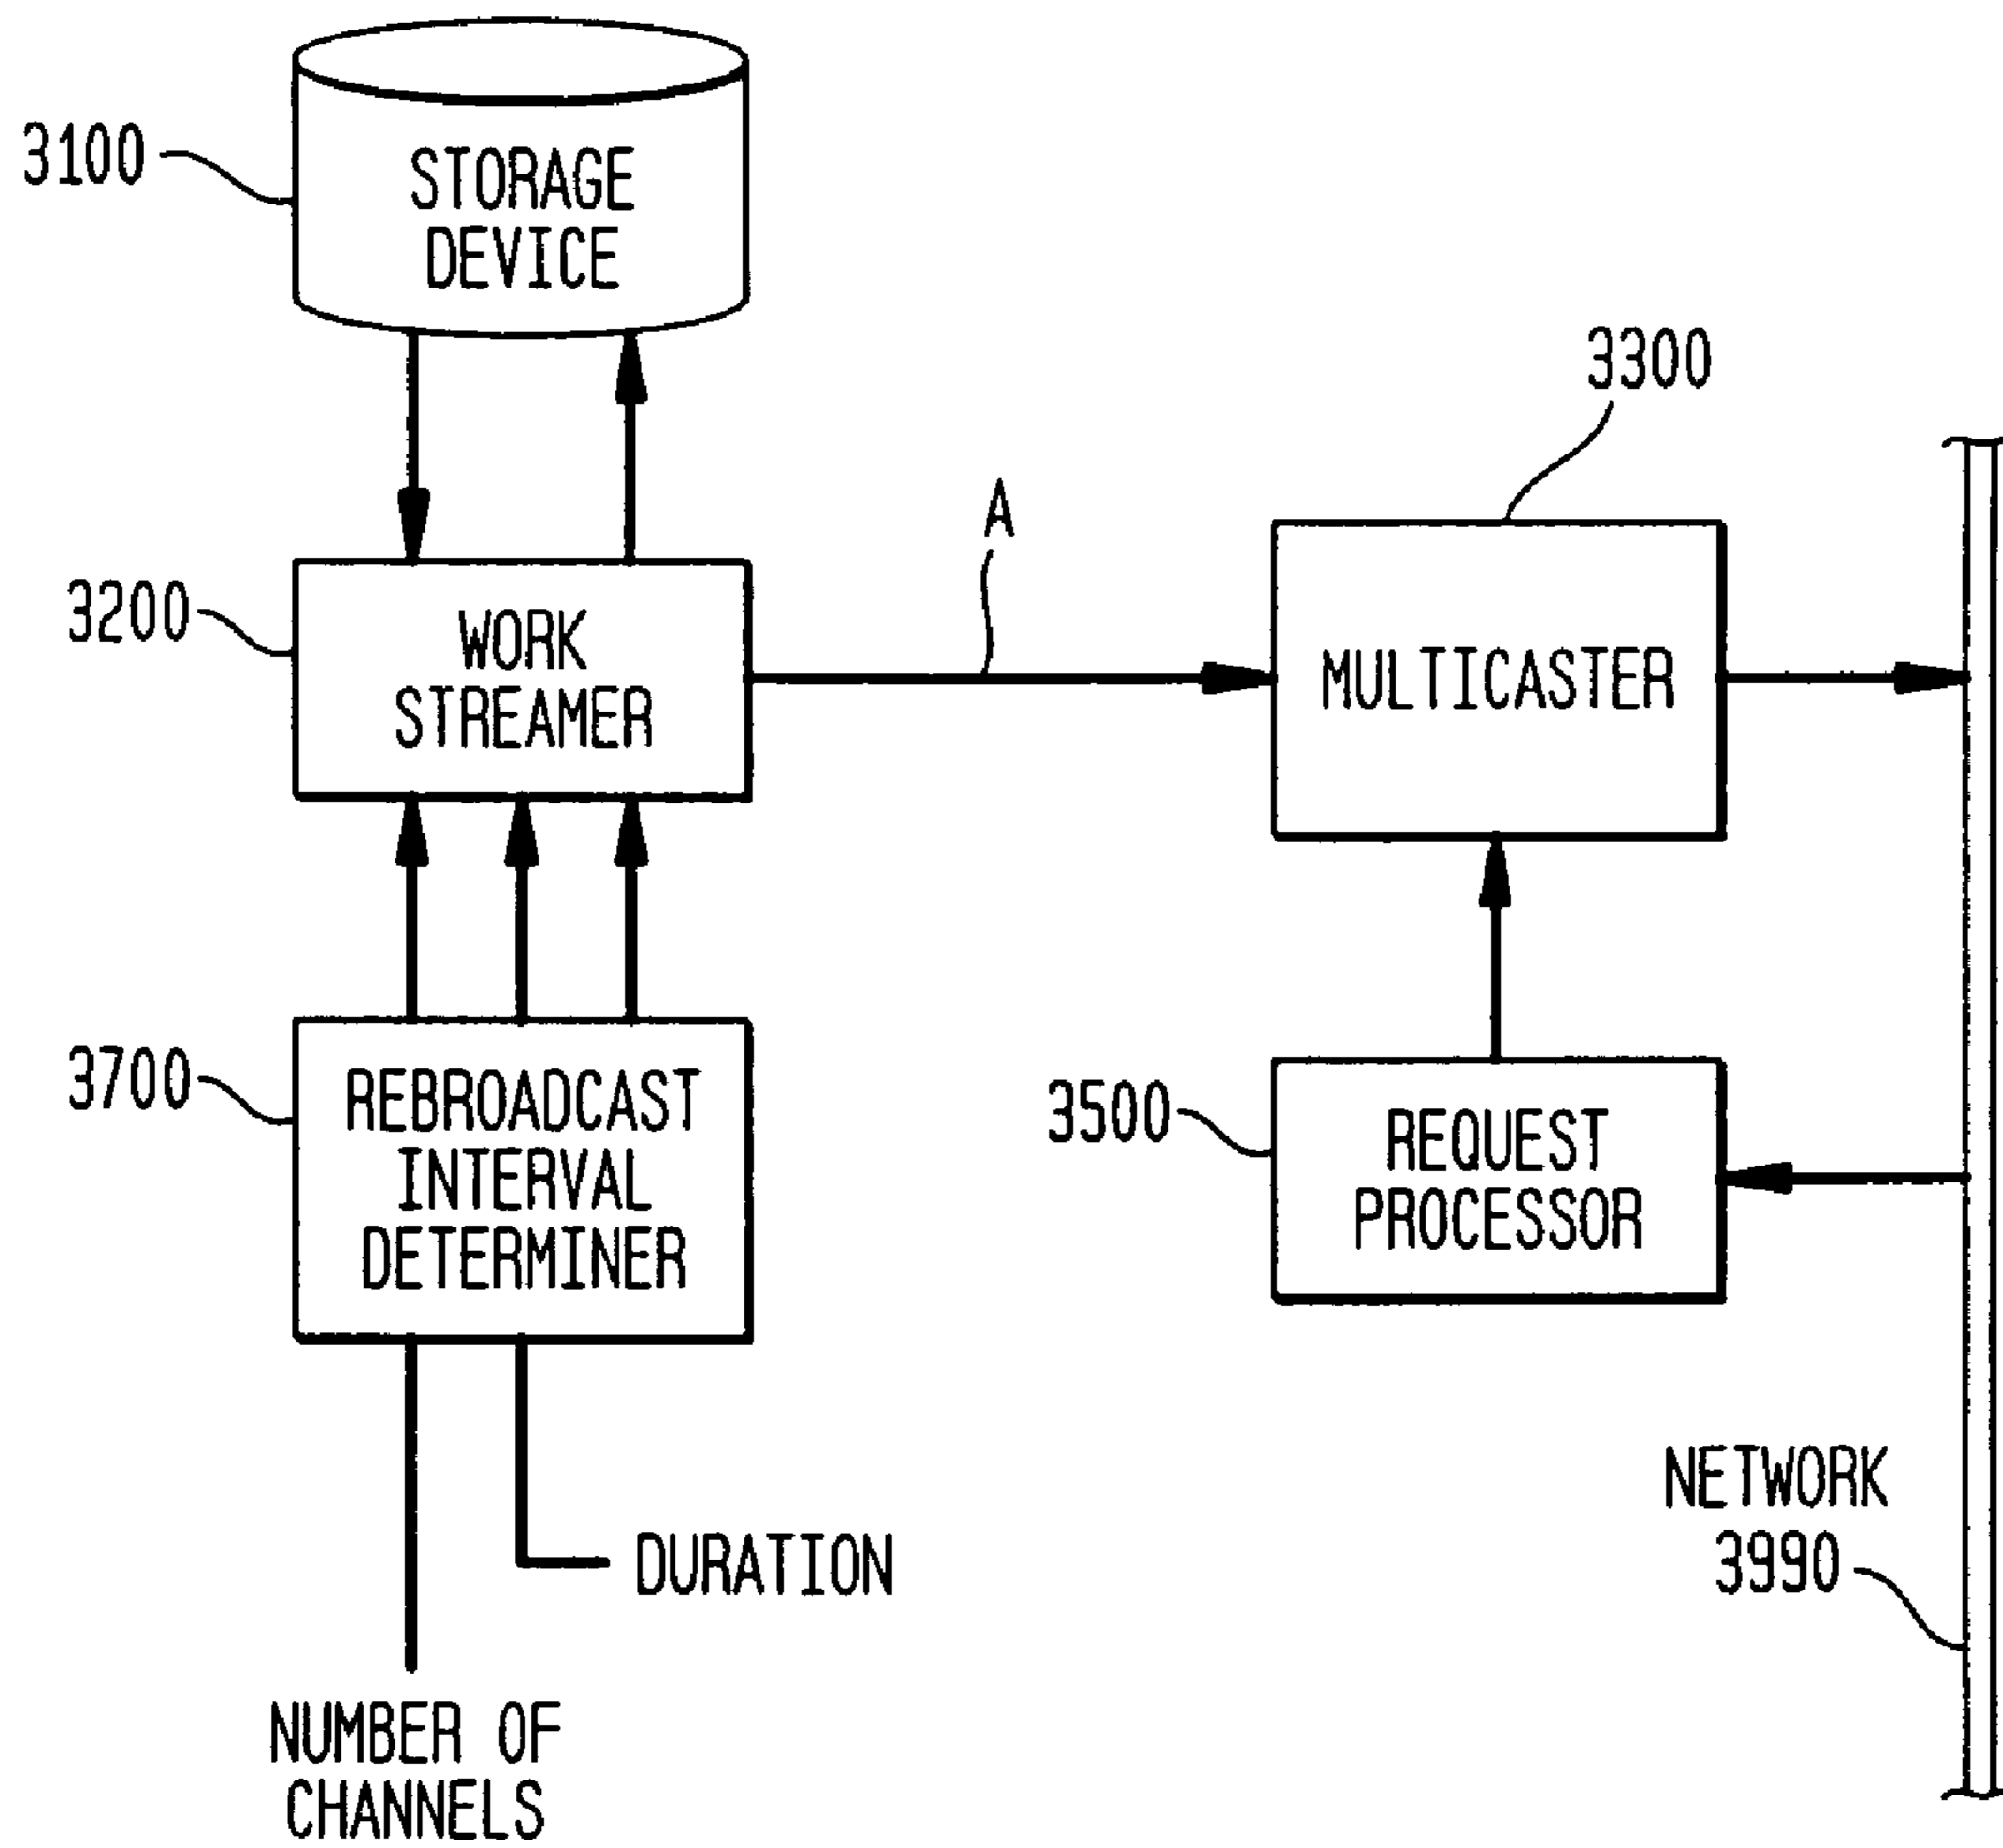 3100
STORAGE
DEVICE
3300
A
3200
WORK
STREAMER
MULTICASTER
3700
REBROADCAST
INTERVAL
DETERMINER
3500
REQUEST
PROCESSOR
NETWORK
3990
DURATION
NUMBER OF
CHANNELS